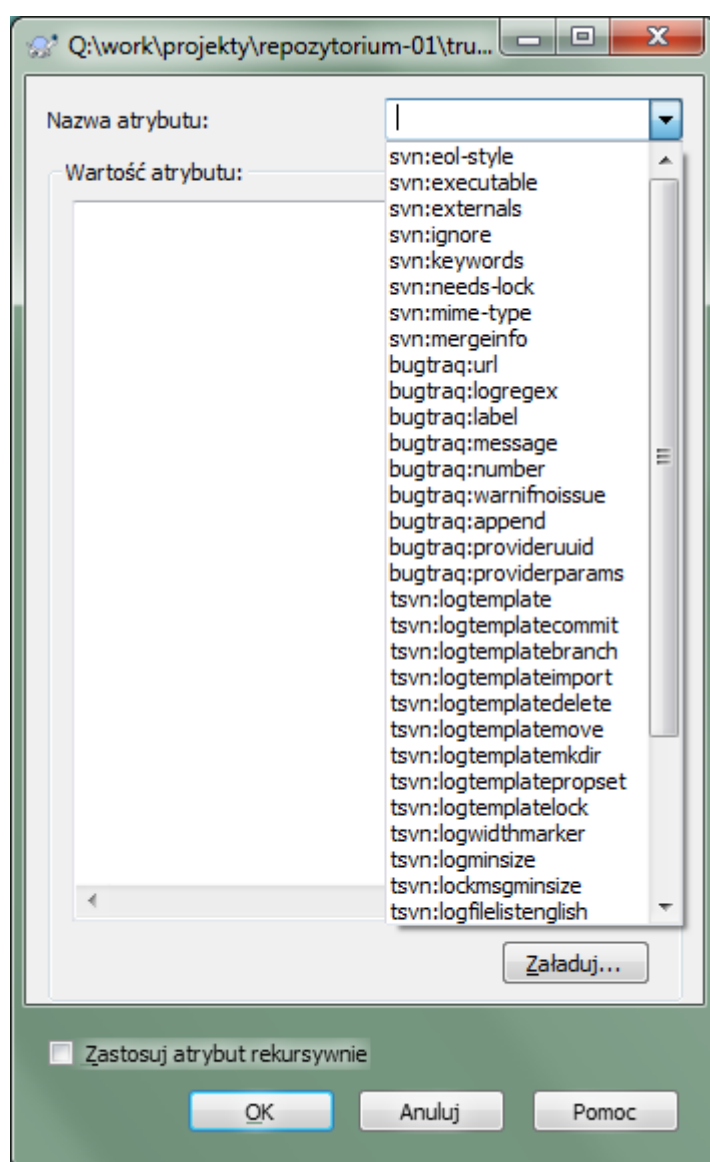 Q:\work\projekty\repozytorium-01\tru...
Nazwa atrybutu:
Wartość atrybutu:
svn:eol-style
svn:executable
svn:externals
svn:ignore
svn:keywords
svn:needs-lock
svn:mime-type
svn:mergeinfo
bugtraq:url
bugtraq:logregex
bugtraq:label
bugtraq:message
bugtraq:number
bugtraq:warnifnoissue
bugtraq:append
bugtraq:provideruuid
bugtraq:providerparams
tsvn:logtemplate
tsvn:logtemplatecommit
tsvn:logtemplatebranch
tsvn:logtemplateimport
tsvn:logtemplatedelete
tsvn:logtemplatemove
tsvn:logtemplatemkdir
tsvn:logtemplatepropset
tsvn:logtemplatelock
tsvn:logwidthmarker
tsvn:logminsize
tsvn:lockmsgminsize
tsvn:logfilelistenglish
Załaduj...
Zastosuj atrybut rekursywnie
OK Anuluj Pomoc